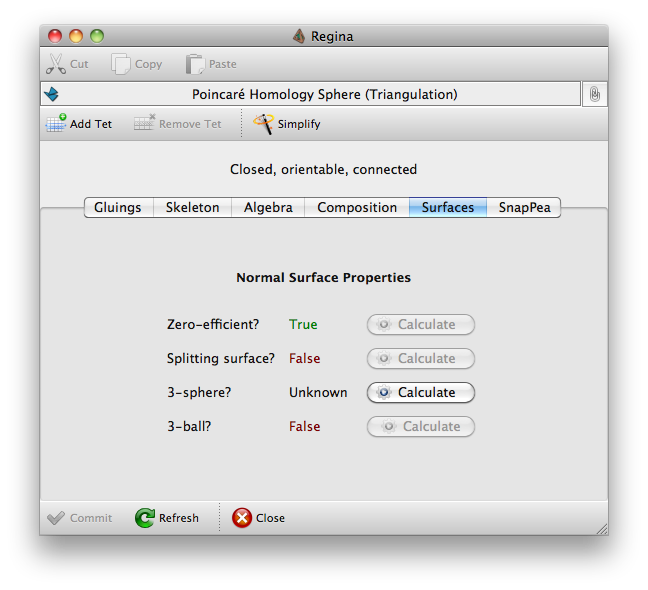 Regina
Cut Copy Paste
Poincaré Homology Sphere (Triangulation)
Add Tet Remove Tet Simplify
Closed, orientable, connected
Gluings Skeleton Algebra Composition Surfaces SnapPea
Normal Surface Properties
Zero-efficient? True Calculate
Splitting surface? False Calculate
3-sphere? Unknown Calculate
3-ball? False Calculate
Commit Refresh Close